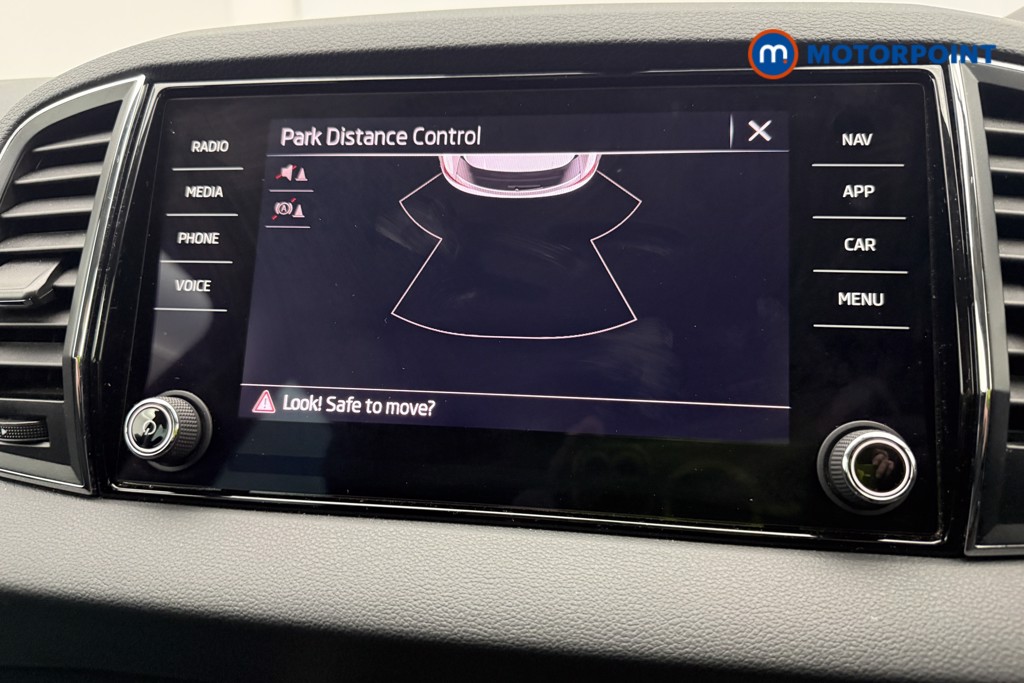 m MOTORPOINT
Park Distance Control
RADIO
MEDIA
PHONE
VOICE
NAV
APP
CAR
MENU
Look! Safe to move?